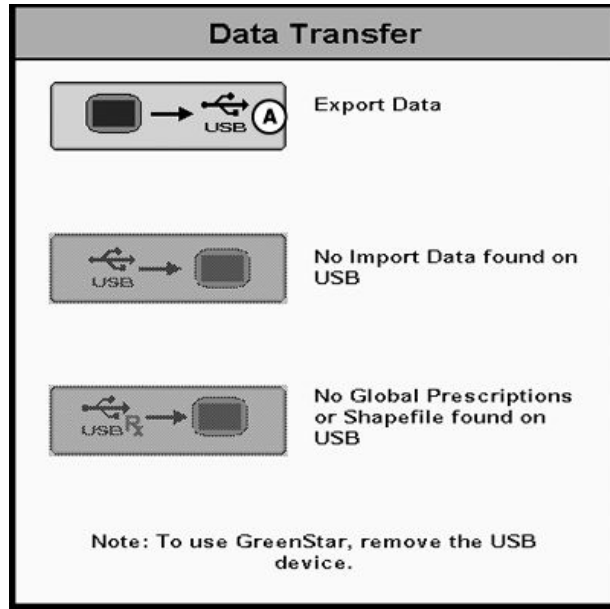 Data Transfer
USB
A
Export Data
USB
No Import Data found on
USB
USB Rx
No Global Prescriptions
or Shapefile found on
USB
Note: To use GreenStar, remove the USB
device.